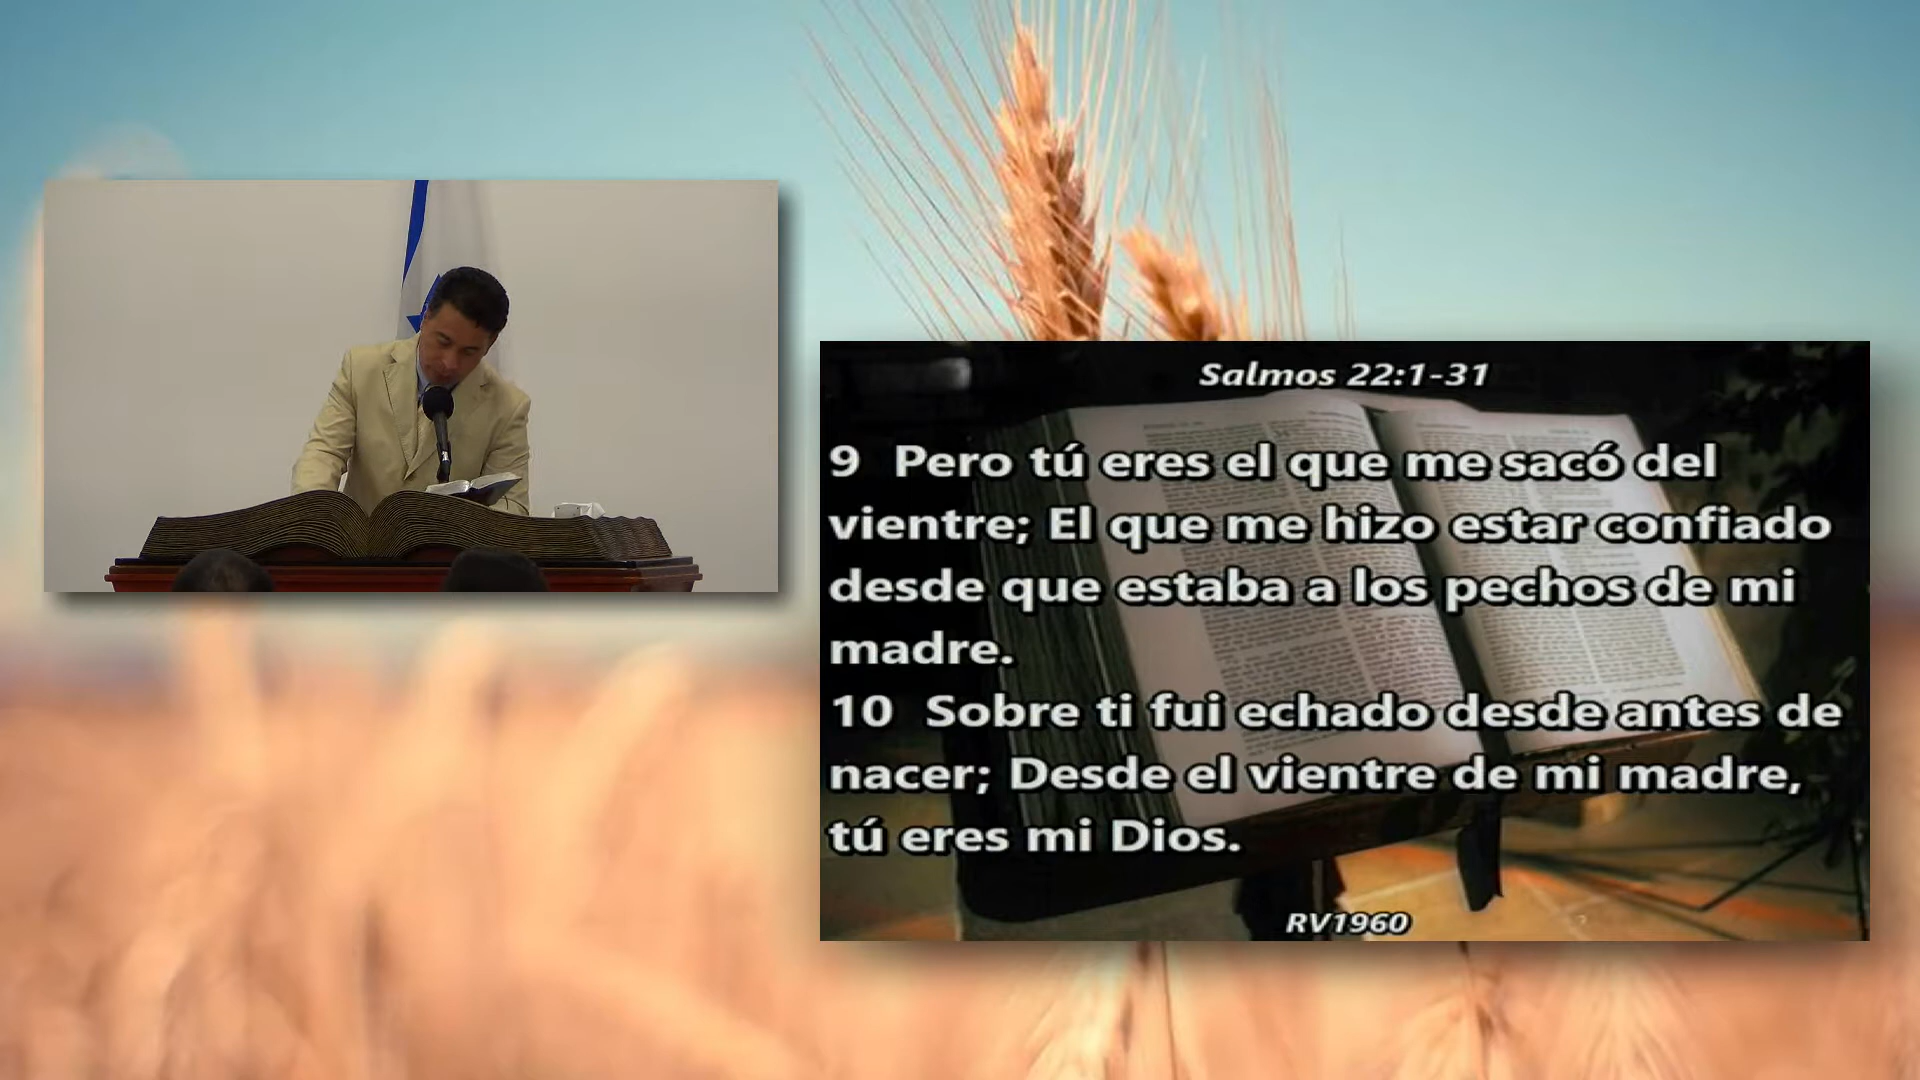 Salmos 22:1-31
9 Pero tú eres el que me sacó del
vientre; El que me hizo estar confiado
desde que estaba a los pechos de mi
madre.
10 Sobre ti fui echado desde antes de
nacer; Desde el vientre de mi madre,
tú eres mi Dios.
RV1960